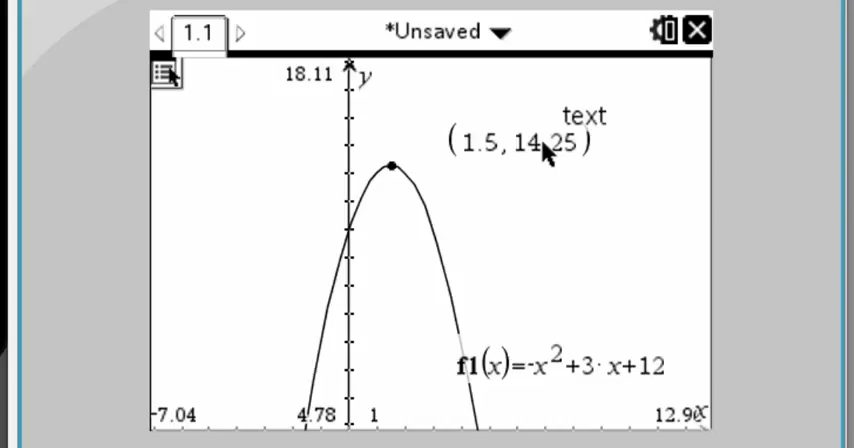 1.1 *Unsaved
18.11 y
text
(1.5, 14.25)
f1(x)=-x²+3·x+12
-7.04 4.78 1 12.96 x